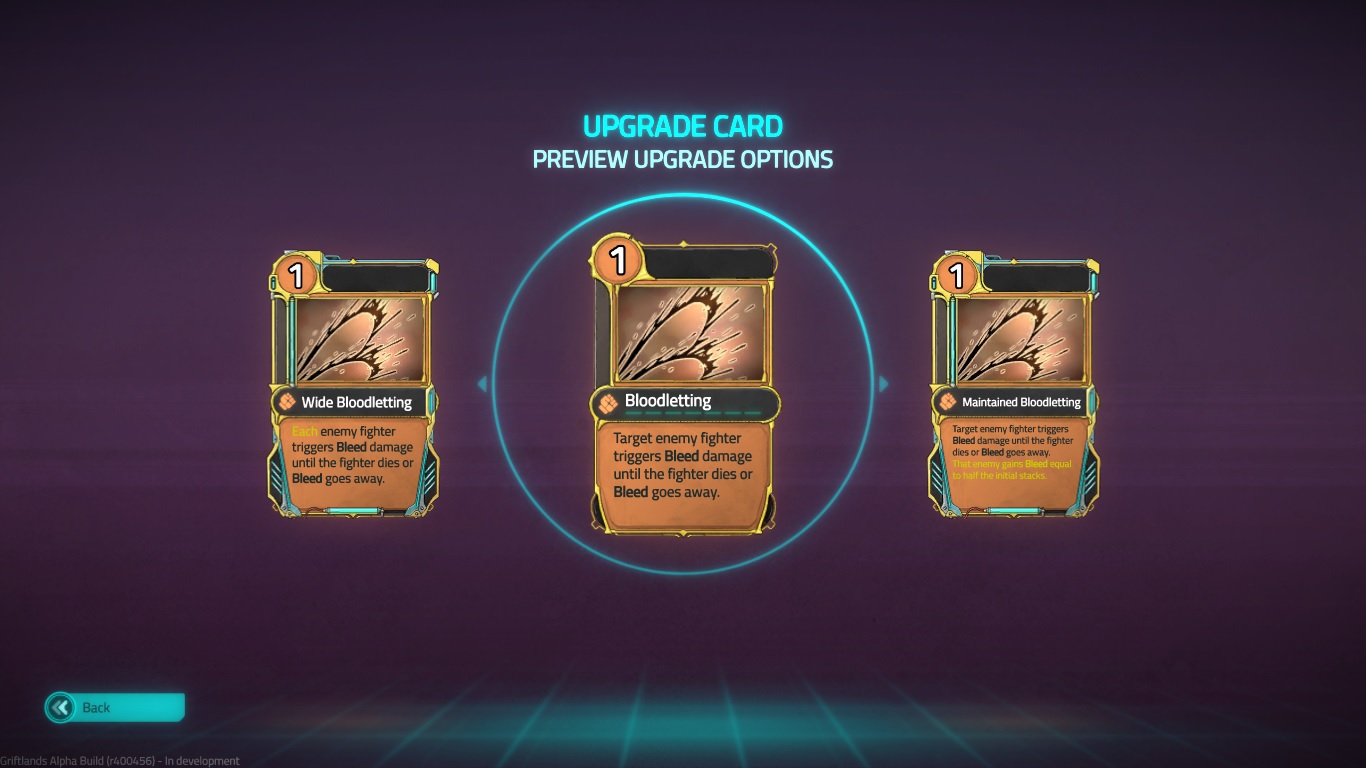 UPGRADE CARD
PREVIEW UPGRADE OPTIONS
1
Wide Bloodletting
Each enemy fighter
triggers Bleed damage
until the fighter dies or
Bleed goes away.
1
Bloodletting
Target enemy fighter
triggers Bleed damage
until the fighter dies or
Bleed goes away.
1
Maintained Bloodletting
Target enemy fighter triggers
Bleed damage until the fighter
dies or Bleed goes away.
That enemy gains Bleed equal
to half the initial stacks.
Back
Griftlands Alpha Build (r400456) - In development